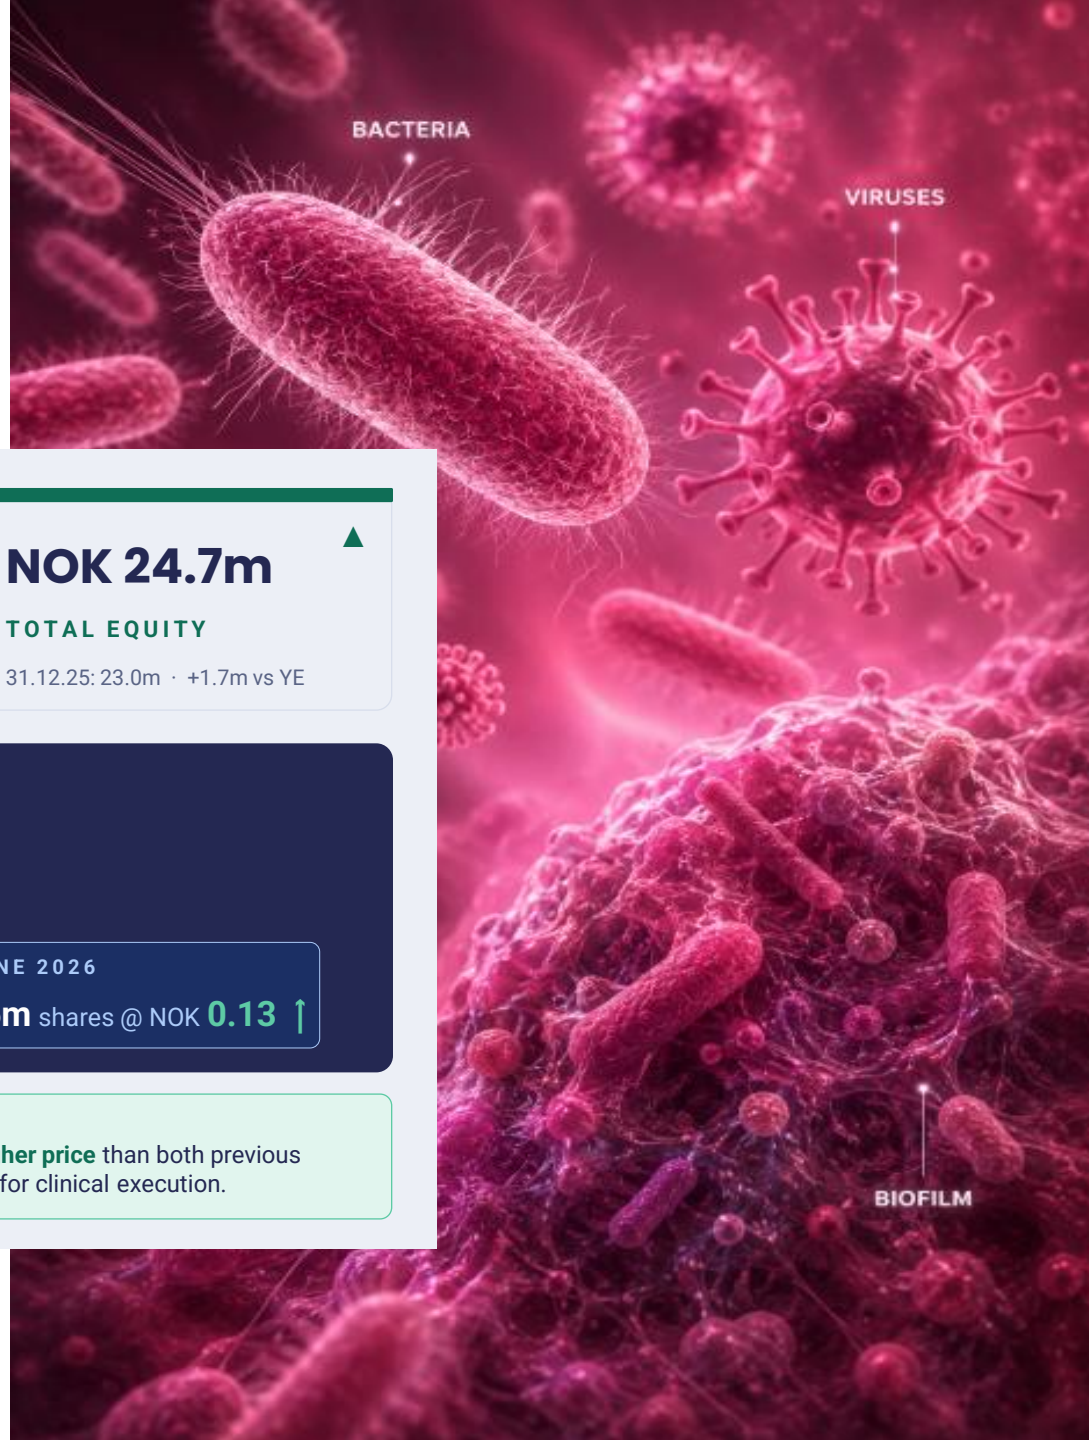 BACTERIA
VIRUSES
NOK 24.7m
TOTAL EQUITY
31.12.25: 23.0m · +1.7m vs YE
NE 2026
m shares @ NOK 0.13 ↑
her price than both previous
for clinical execution.
BIOFILM